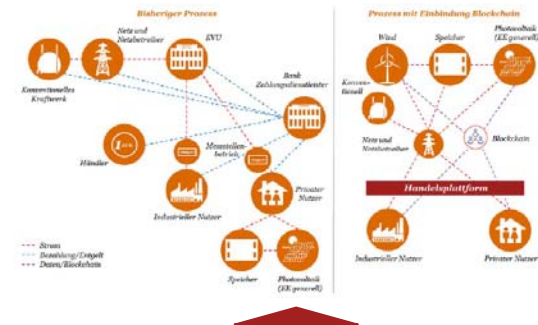 Bisheriger Prozess
Netz und
Netzbetreiber
EVU
Konventionelles
Kraftwerk
Bank
Zahlungsdienstleister
Händler
Messstellen-
betrieb
Industrieller Nutzer
Privater
Nutzer
Speicher
Photovoltaik
(EE generell)
Strom
Bezahlung/Entgelt
Daten/Blockchain
Prozess mit Einbindung Blockchain
Wind
Speicher
Photovoltaik
(EE generell)
Konven-
tionell
Netz und
Netzbetreiber
Blockchain
Handelsplattform
Industrieller Nutzer
Privater Nutzer